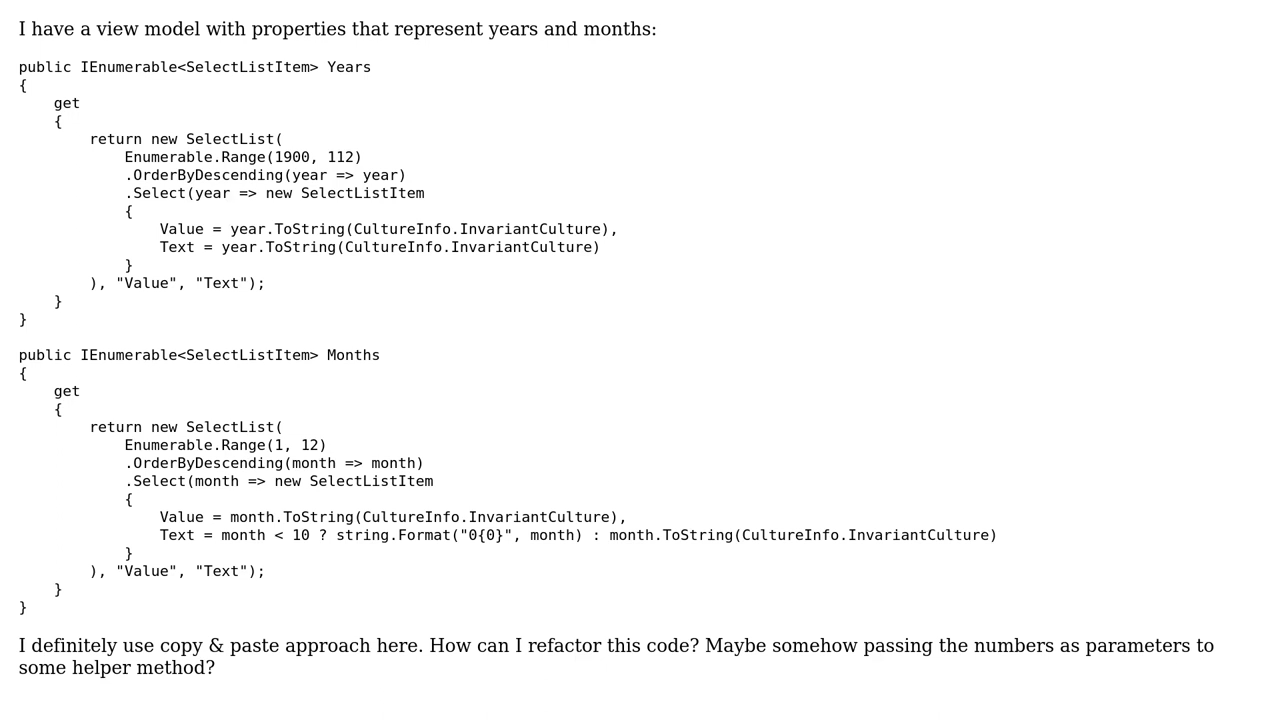 I have a view model with properties that represent years and months:
public IEnumerable<SelectListItem> Years
{
    get
    {
        return new SelectList(
            Enumerable.Range(1900, 112)
            .OrderByDescending(year => year)
            .Select(year => new SelectListItem
            {
                Value = year.ToString(CultureInfo.InvariantCulture),
                Text = year.ToString(CultureInfo.InvariantCulture)
            }
        ), "Value", "Text");
    }
}
public IEnumerable<SelectListItem> Months
{
    get
    {
        return new SelectList(
            Enumerable.Range(1, 12)
            .OrderByDescending(month => month)
            .Select(month => new SelectListItem
            {
                Value = month.ToString(CultureInfo.InvariantCulture),
                Text = month < 10 ? string.Format("0{0}", month) : month.ToString(CultureInfo.InvariantCulture)
            }
        ), "Value", "Text");
    }
}
I definitely use copy & paste approach here. How can I refactor this code? Maybe somehow passing the numbers as parameters to
some helper method?